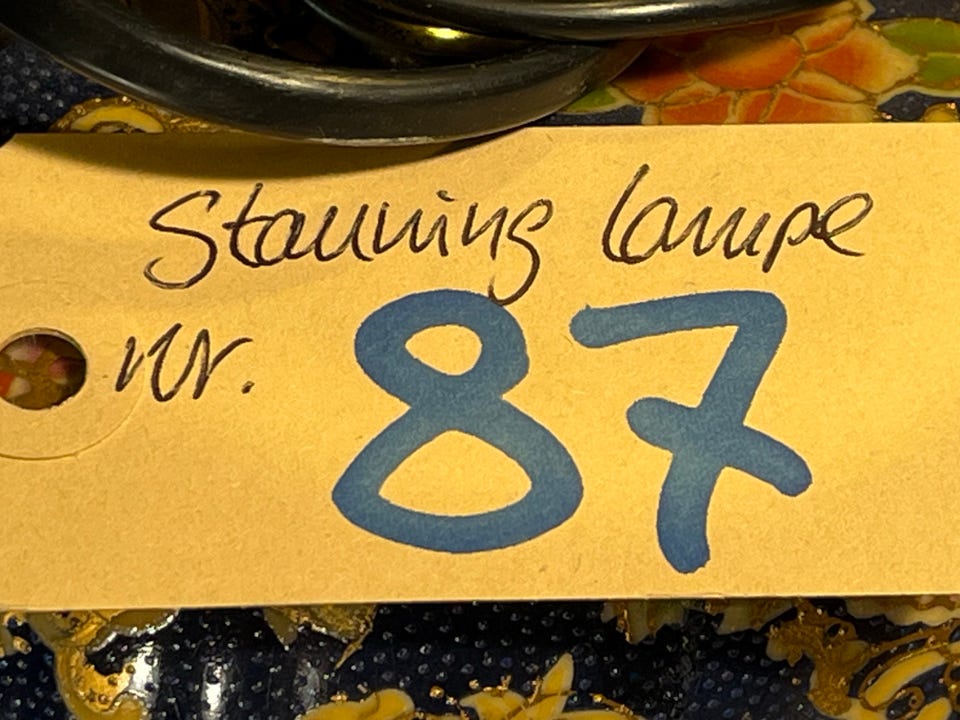 Stauning lampe
nr. 87